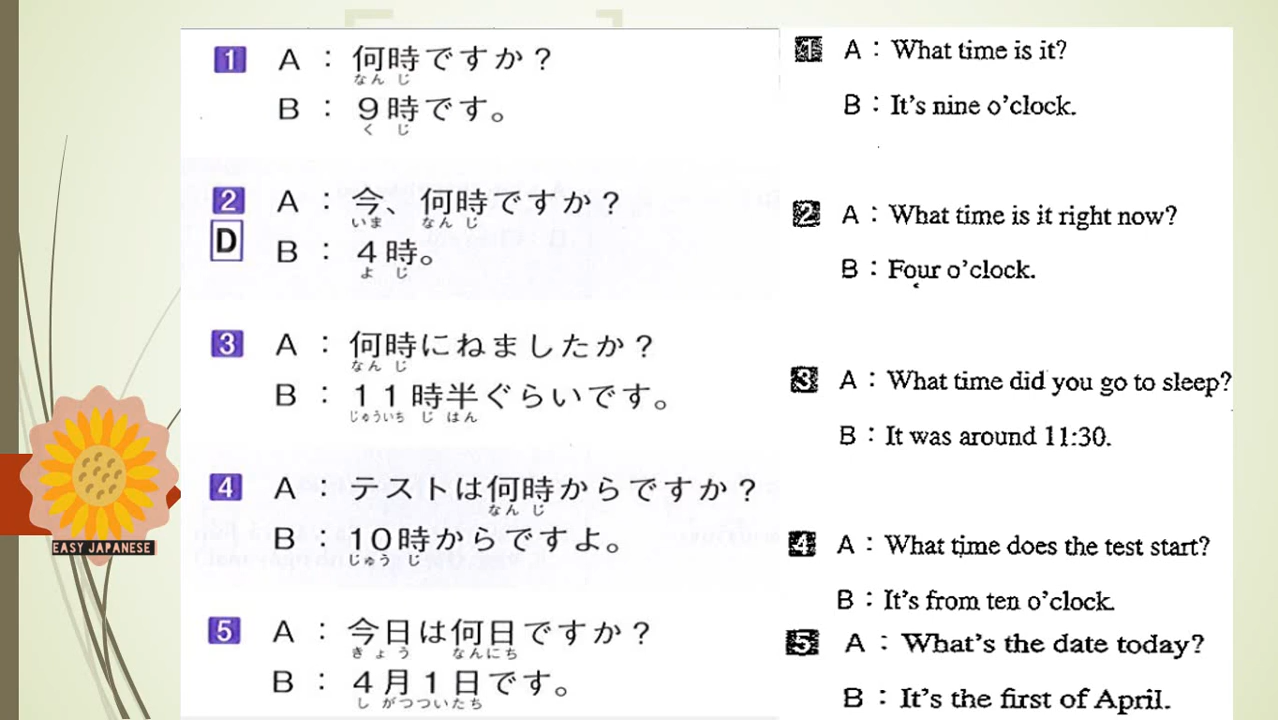 1 A：何時ですか？
なん じ
B：９時です。
く じ
2 A：今、何時ですか？
いま なん じ
D B：４時。
よ じ
3 A：何時にねましたか？
なん じ
B：１１時半ぐらいです。
じゅういち じ はん
4 A：テストは何時からですか？
なん じ
B：10時からですよ。
じゅう じ
5 A：今日は何日ですか？
きょう なんにち
B：４月１日です。
し がつついたち
1 A：What time is it?
B：It's nine o'clock.
2 A：What time is it right now?
B：Four o'clock.
3 A：What time did you go to sleep?
B：It was around 11:30.
4 A：What time does the test start?
B：It's from ten o'clock.
5 A：What's the date today?
B：It's the first of April.
EASY JAPANESE